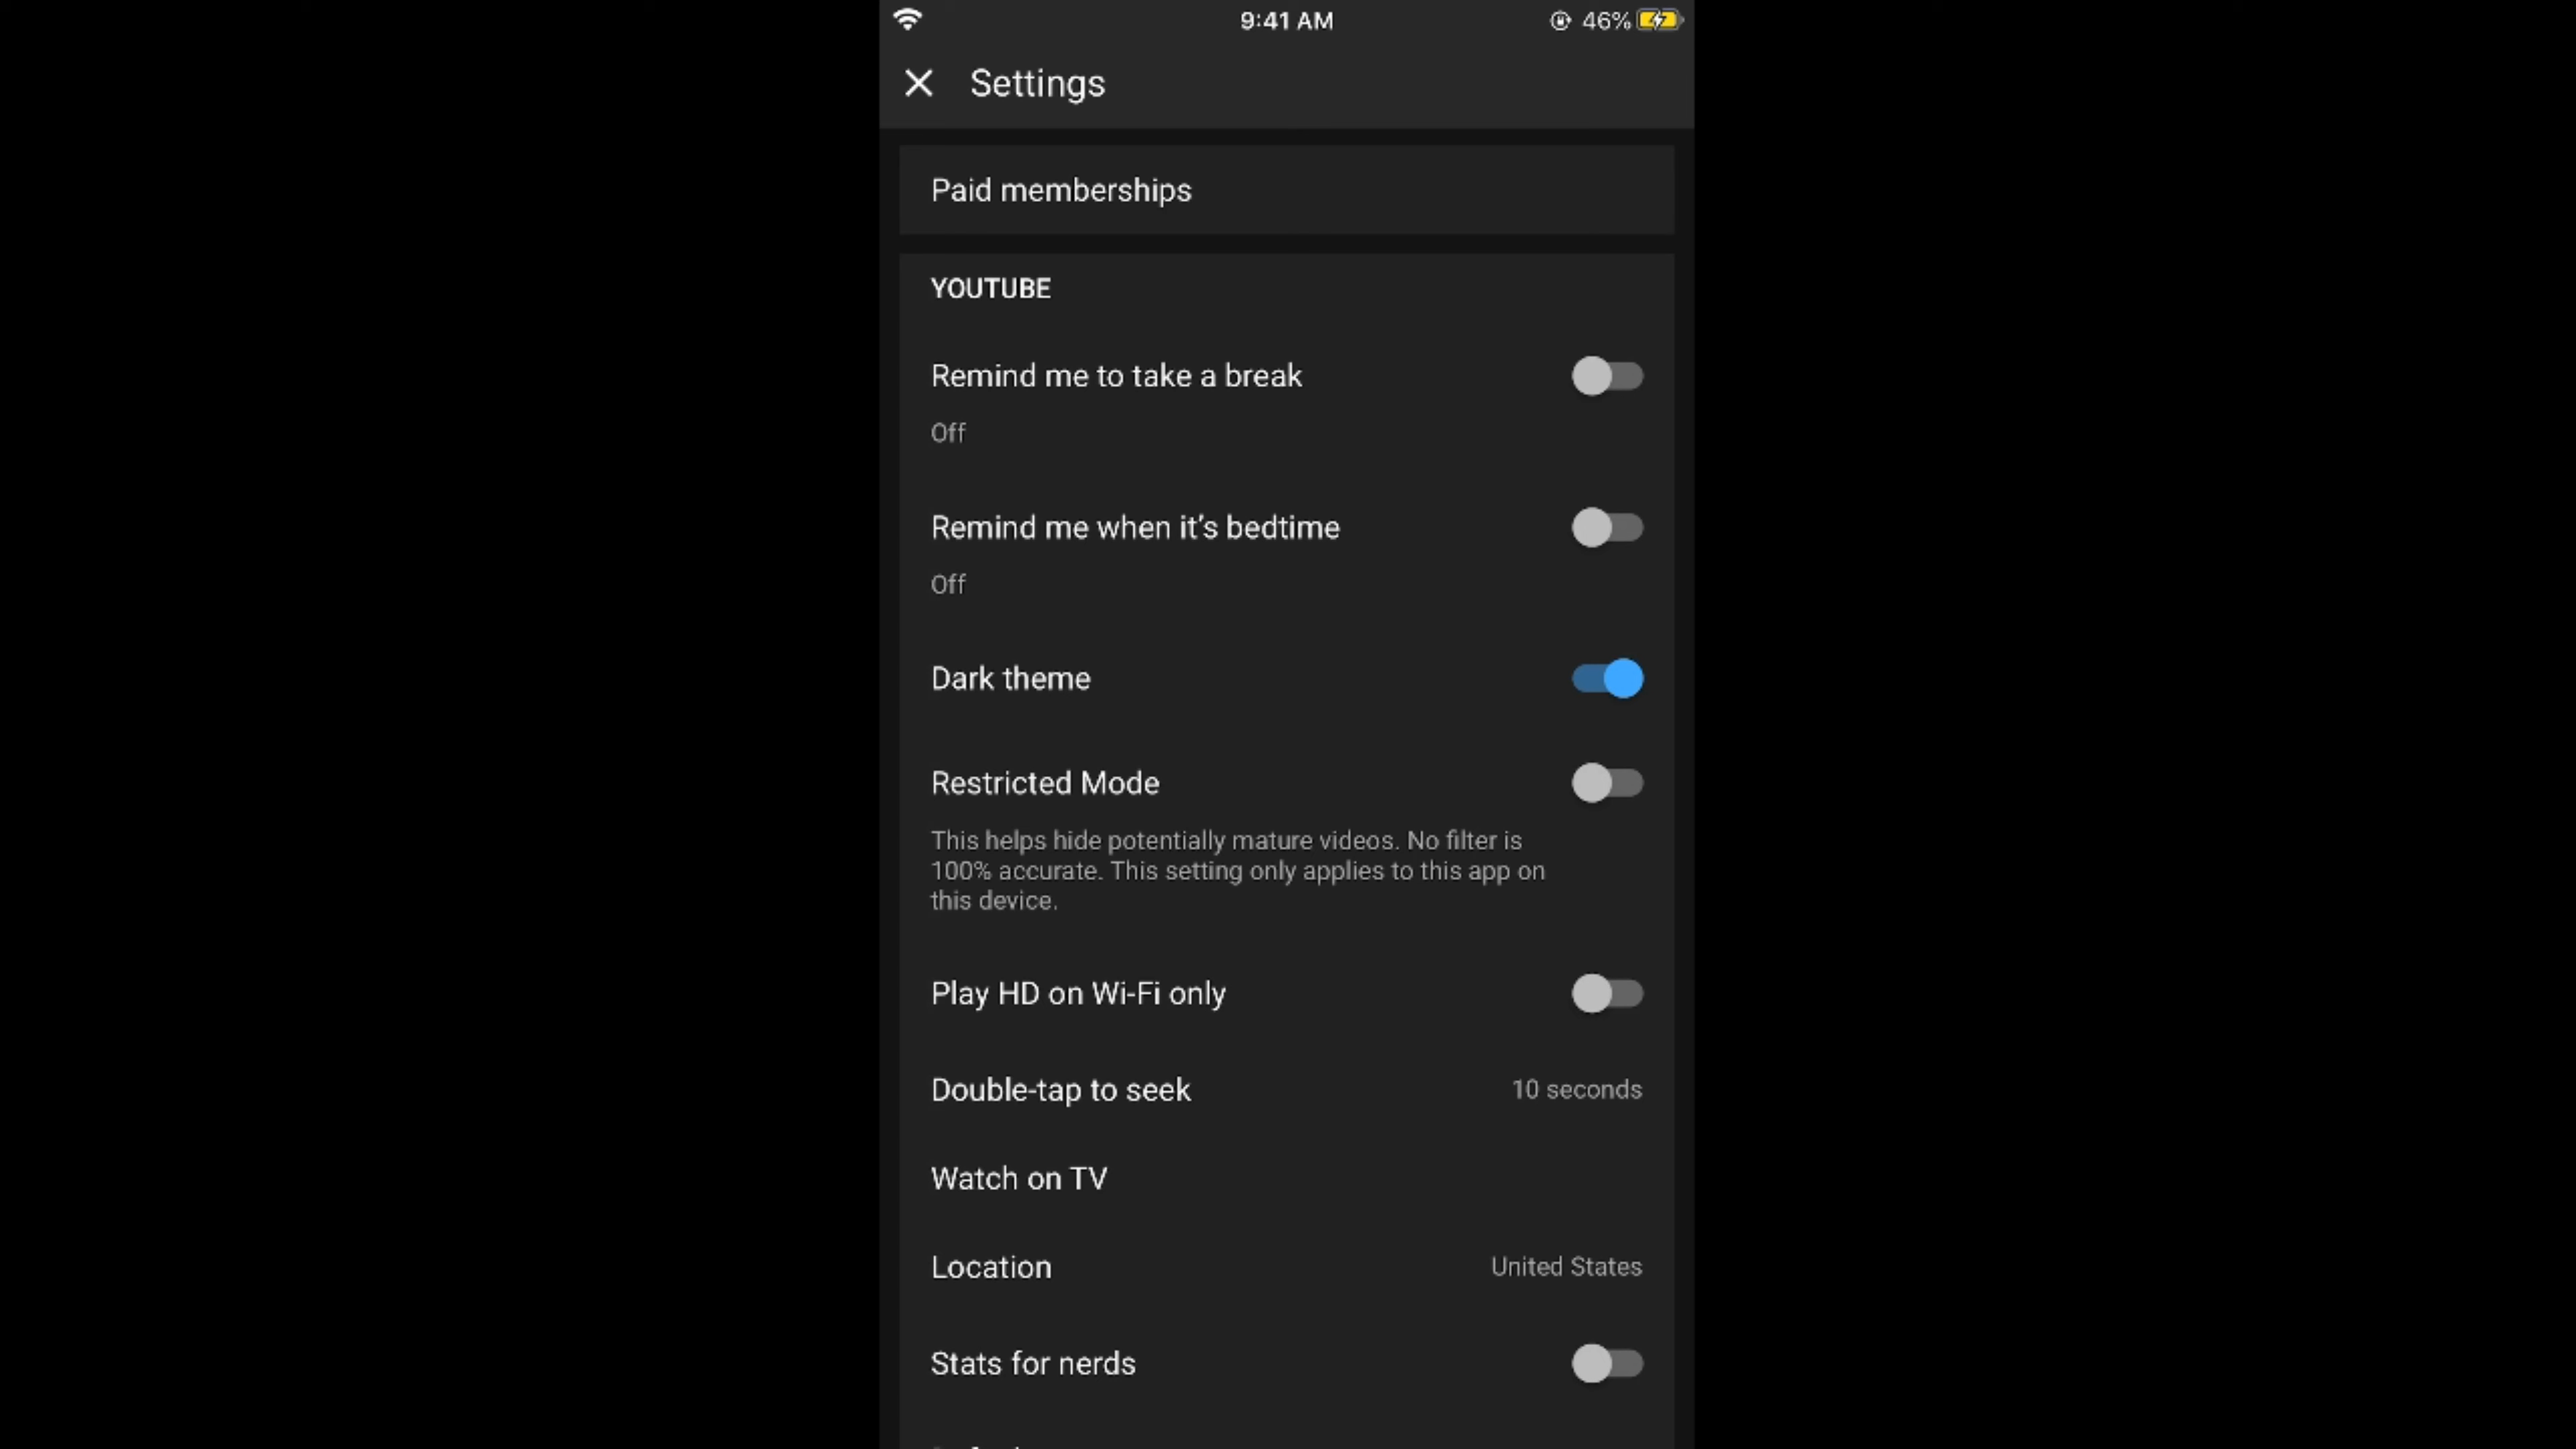 9:41 AM
46%
Settings
Paid memberships
YOUTUBE
Remind me to take a break
Off
Remind me when it's bedtime
Off
Dark theme
Restricted Mode
This helps hide potentially mature videos. No filter is
100% accurate. This setting only applies to this app on
this device.
Play HD on Wi-Fi only
Double-tap to seek
10 seconds
Watch on TV
Location
United States
Stats for nerds